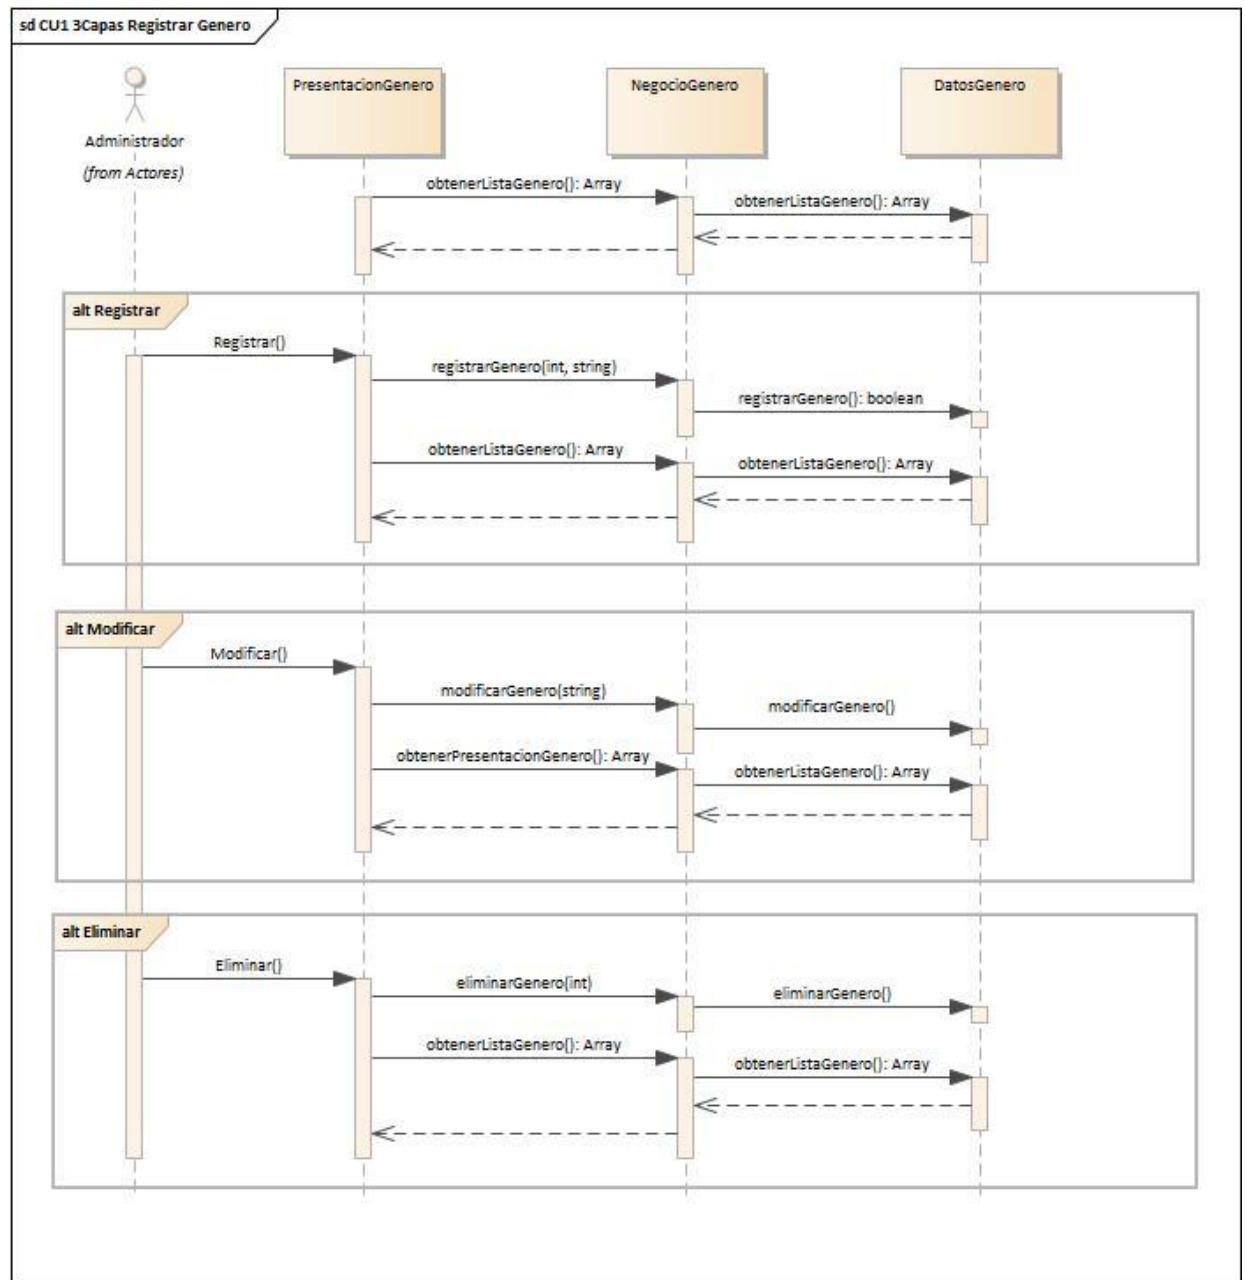 sd CU1 3Capas Registrar Genero
Administrador
(from Actores)
PresentacionGenero
NegocioGenero
DatosGenero
obtenerListaGenero(): Array
obtenerListaGenero(): Array
alt Registrar
Registrar()
registrarGenero(int, string)
registrarGenero(): boolean
obtenerListaGenero(): Array
obtenerListaGenero(): Array
alt Modificar
Modificar()
modificarGenero(string)
modificarGenero()
obtenerPresentacionGenero(): Array
obtenerListaGenero(): Array
alt Eliminar
Eliminar()
eliminarGenero(int)
eliminarGenero()
obtenerListaGenero(): Array
obtenerListaGenero(): Array